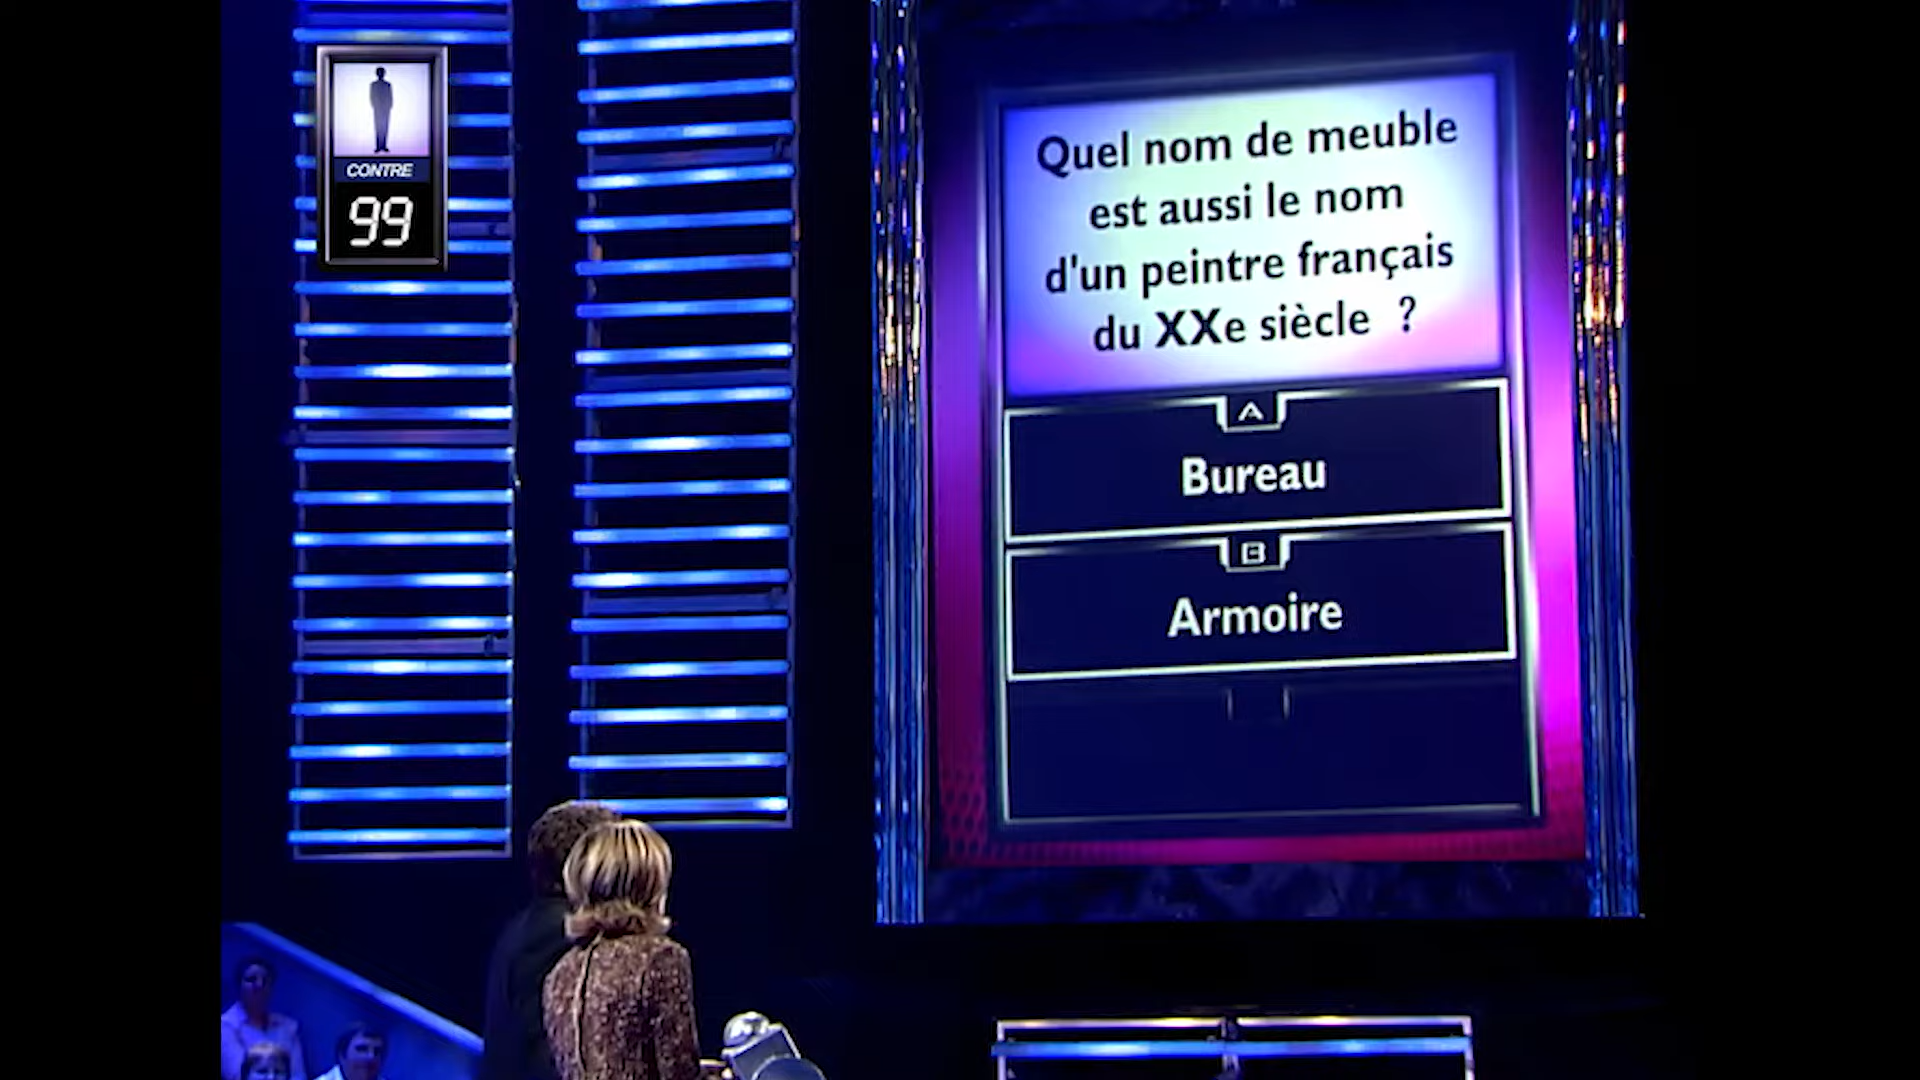 CONTRE
99
Quel nom de meuble
est aussi le nom
d'un peintre français
du XXe siècle ?
A
Bureau
B
Armoire